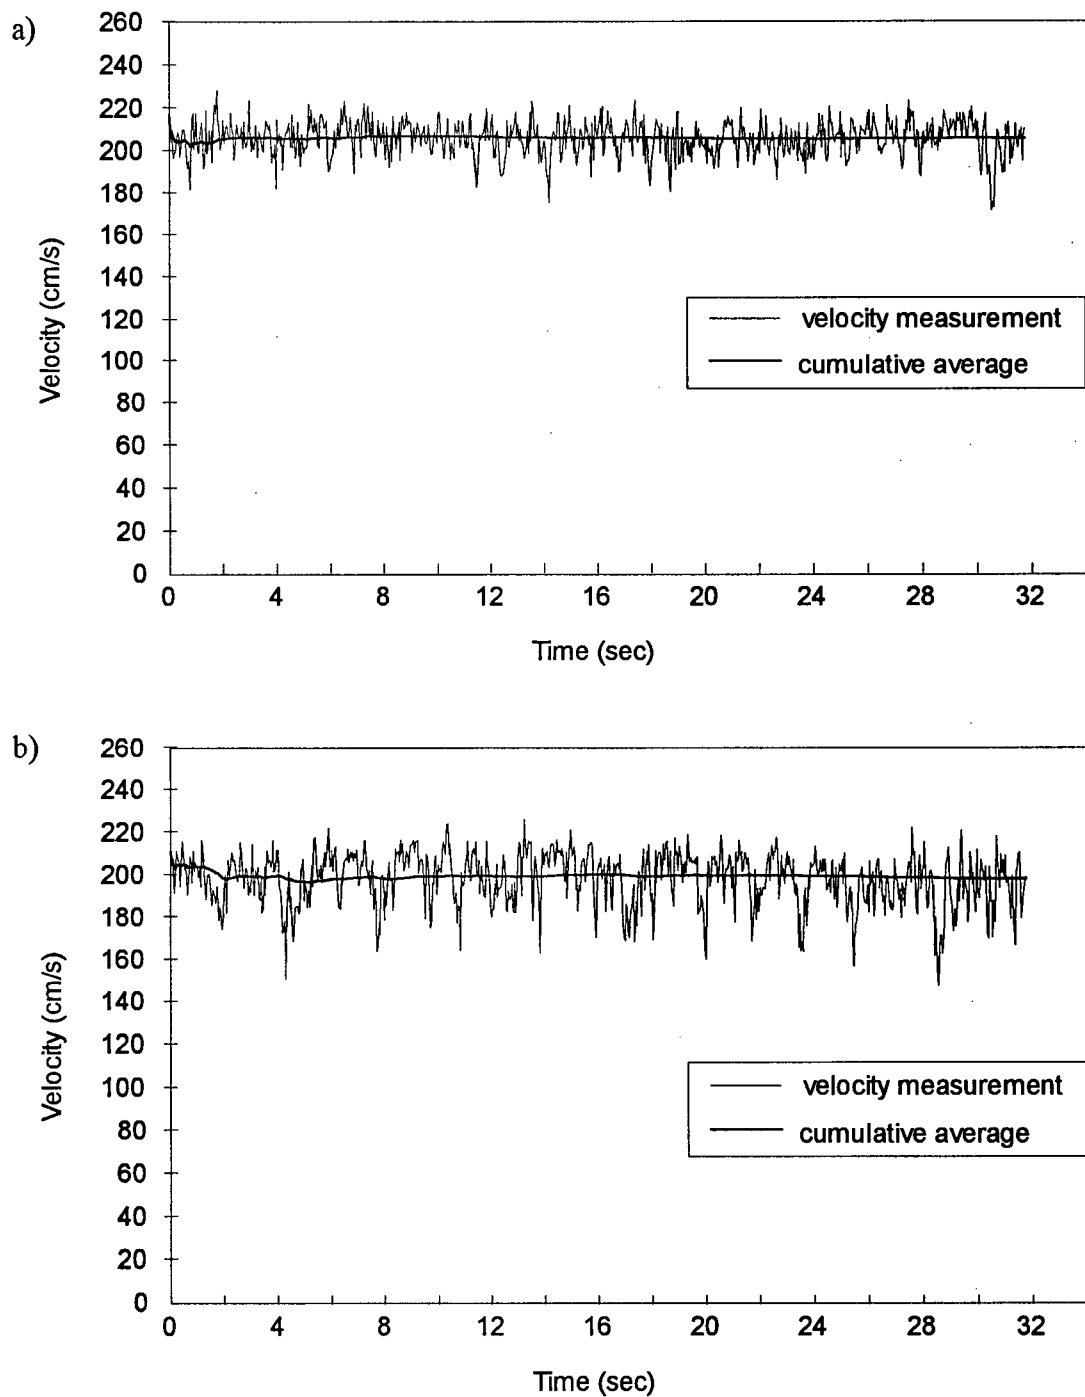 a)
260
240
220
200
180
160
140
120
100
80
60
40
20
0
Velocity (cm/s)
velocity measurement
cumulative average
0 4 8 12 16 20 24 28 32
Time (sec)
b)
260
240
220
200
180
160
140
120
100
80
60
40
20
0
Velocity (cm/s)
velocity measurement
cumulative average
0 4 8 12 16 20 24 28 32
Time (sec)